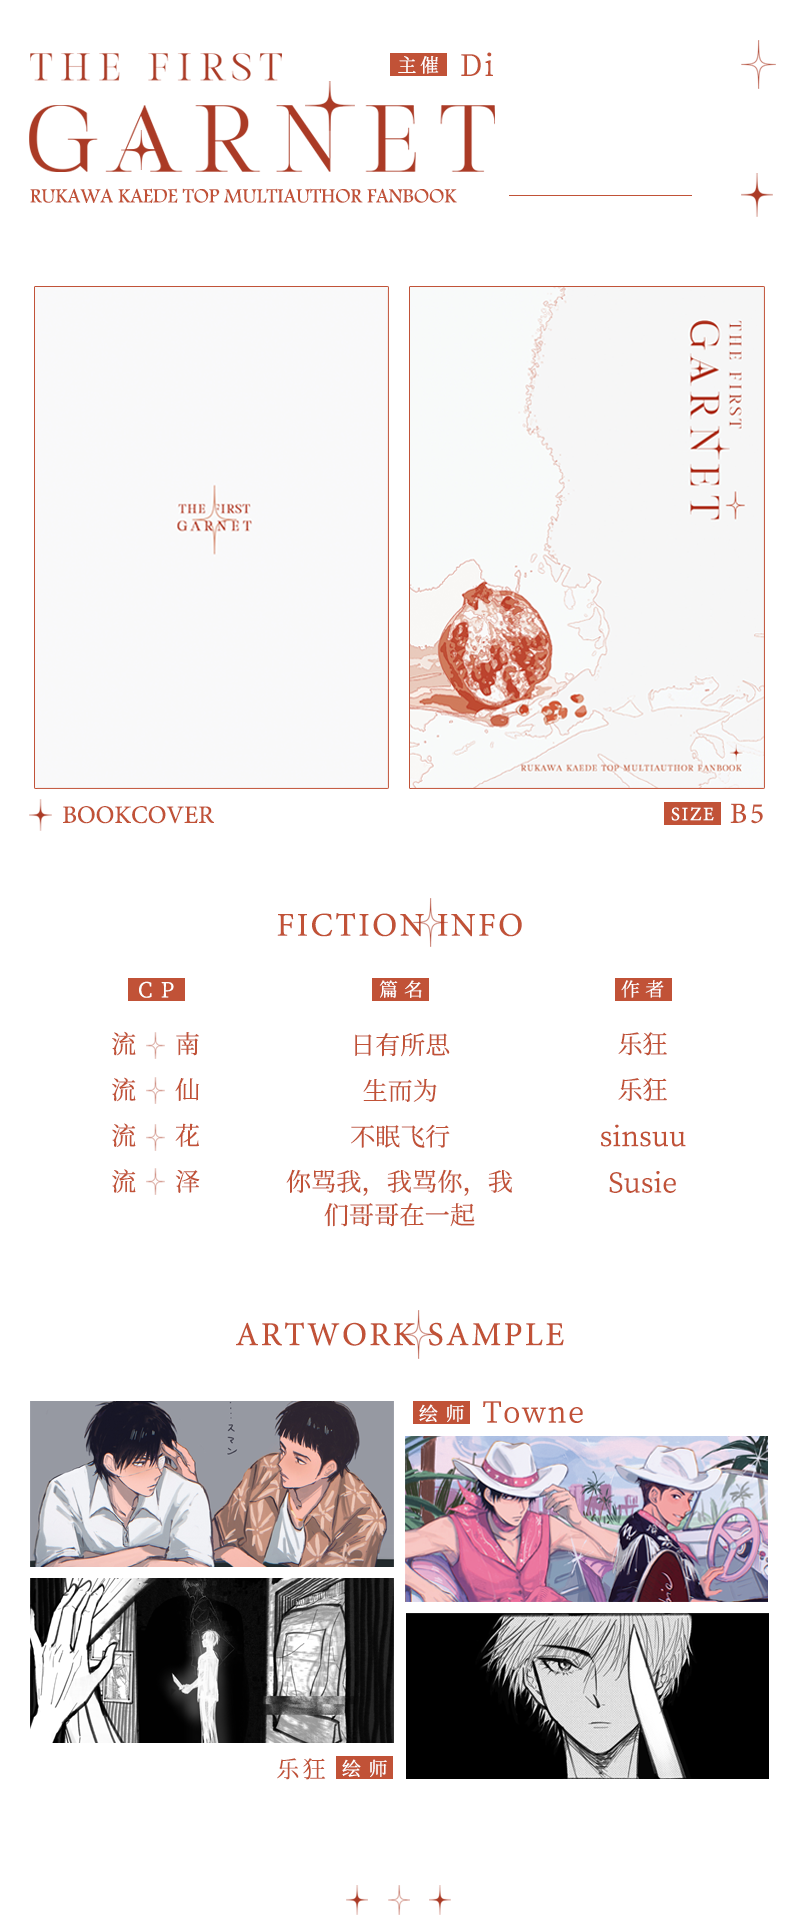 THE FIRST
主催 Di
GARNET
RUKAWA KAEDE TOP MULTIAUTHOR FANBOOK
THE FIRST
GARNET
THE FIRST
GARNET
RUKAWA KAEDE TOP MULTIAUTHOR FANBOOK
BOOKCOVER
SIZE B5
FICTION INFO
CP 篇名 作者
流 南 日有所思 乐狂
流 仙 生而为 乐狂
流 花 不眠飞行 sinsuu
流 泽 你骂我，我骂你，我 Susie
们哥哥在一起
ARTWORK SAMPLE
绘师 Towne
スマン
乐狂 绘师